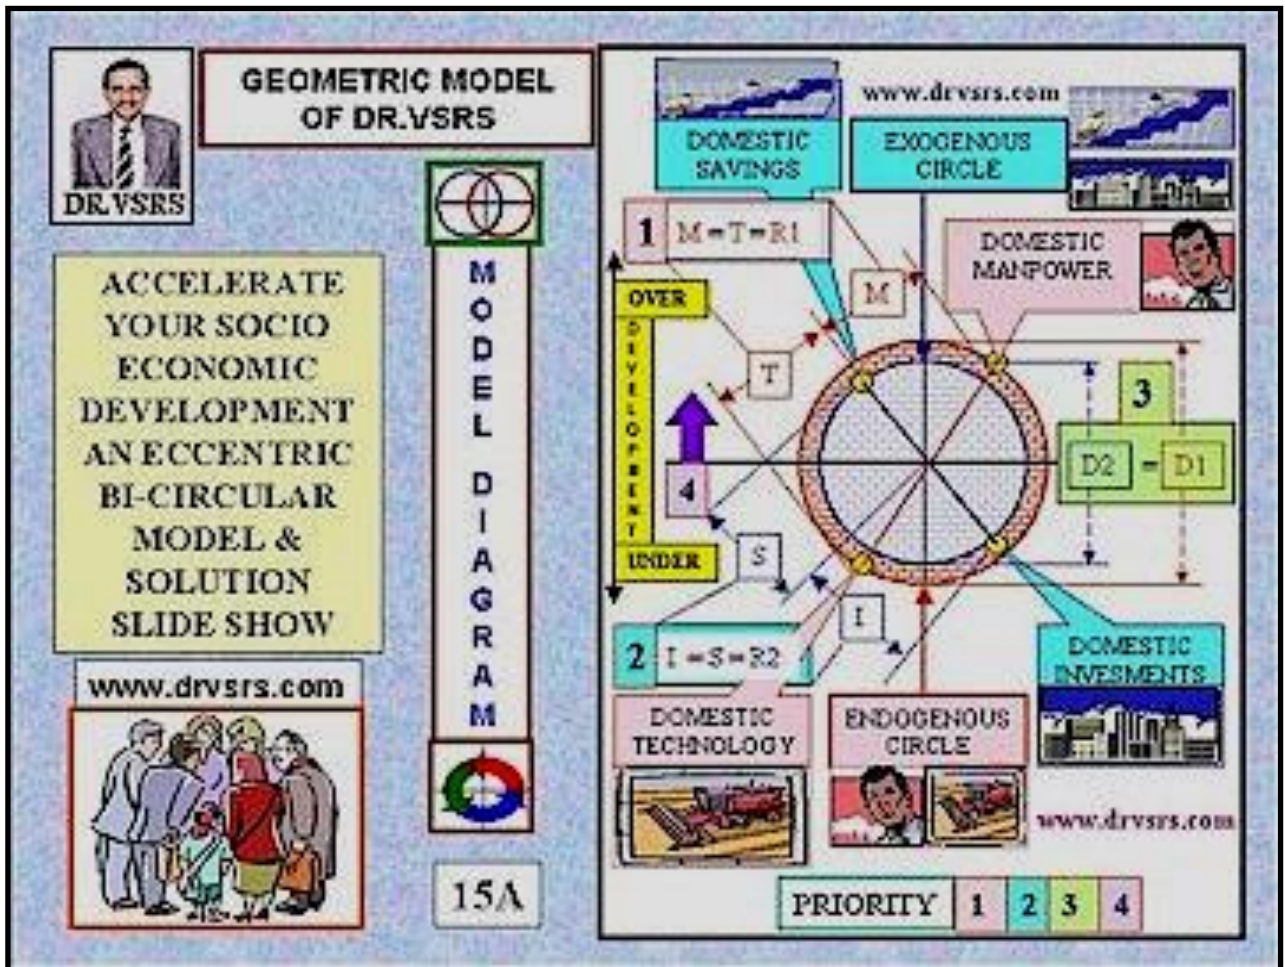 GEOMETRIC MODEL
OF DR.VSRS
DR.VSRS
ACCELERATE
YOUR SOCIO
ECONOMIC
DEVELOPMENT
AN ECCENTRIC
BI-CIRCULAR
MODEL &
SOLUTION
SLIDE SHOW
www.drvsrs.com
MODEL DIAGRAM
15A
www.drvsrs.com
DOMESTIC
SAVINGS
EXOGENOUS
CIRCLE
1 M=T=R1
DOMESTIC
MANPOWER
M
T
OVER
DEVELOPMENT
UNDER
4
3
D2 = D1
S
I
2 I=S=R2
DOMESTIC
TECHNOLOGY
ENDOGENOUS
CIRCLE
DOMESTIC
INVESMENTS
www.drvsrs.com
PRIORITY 1 2 3 4